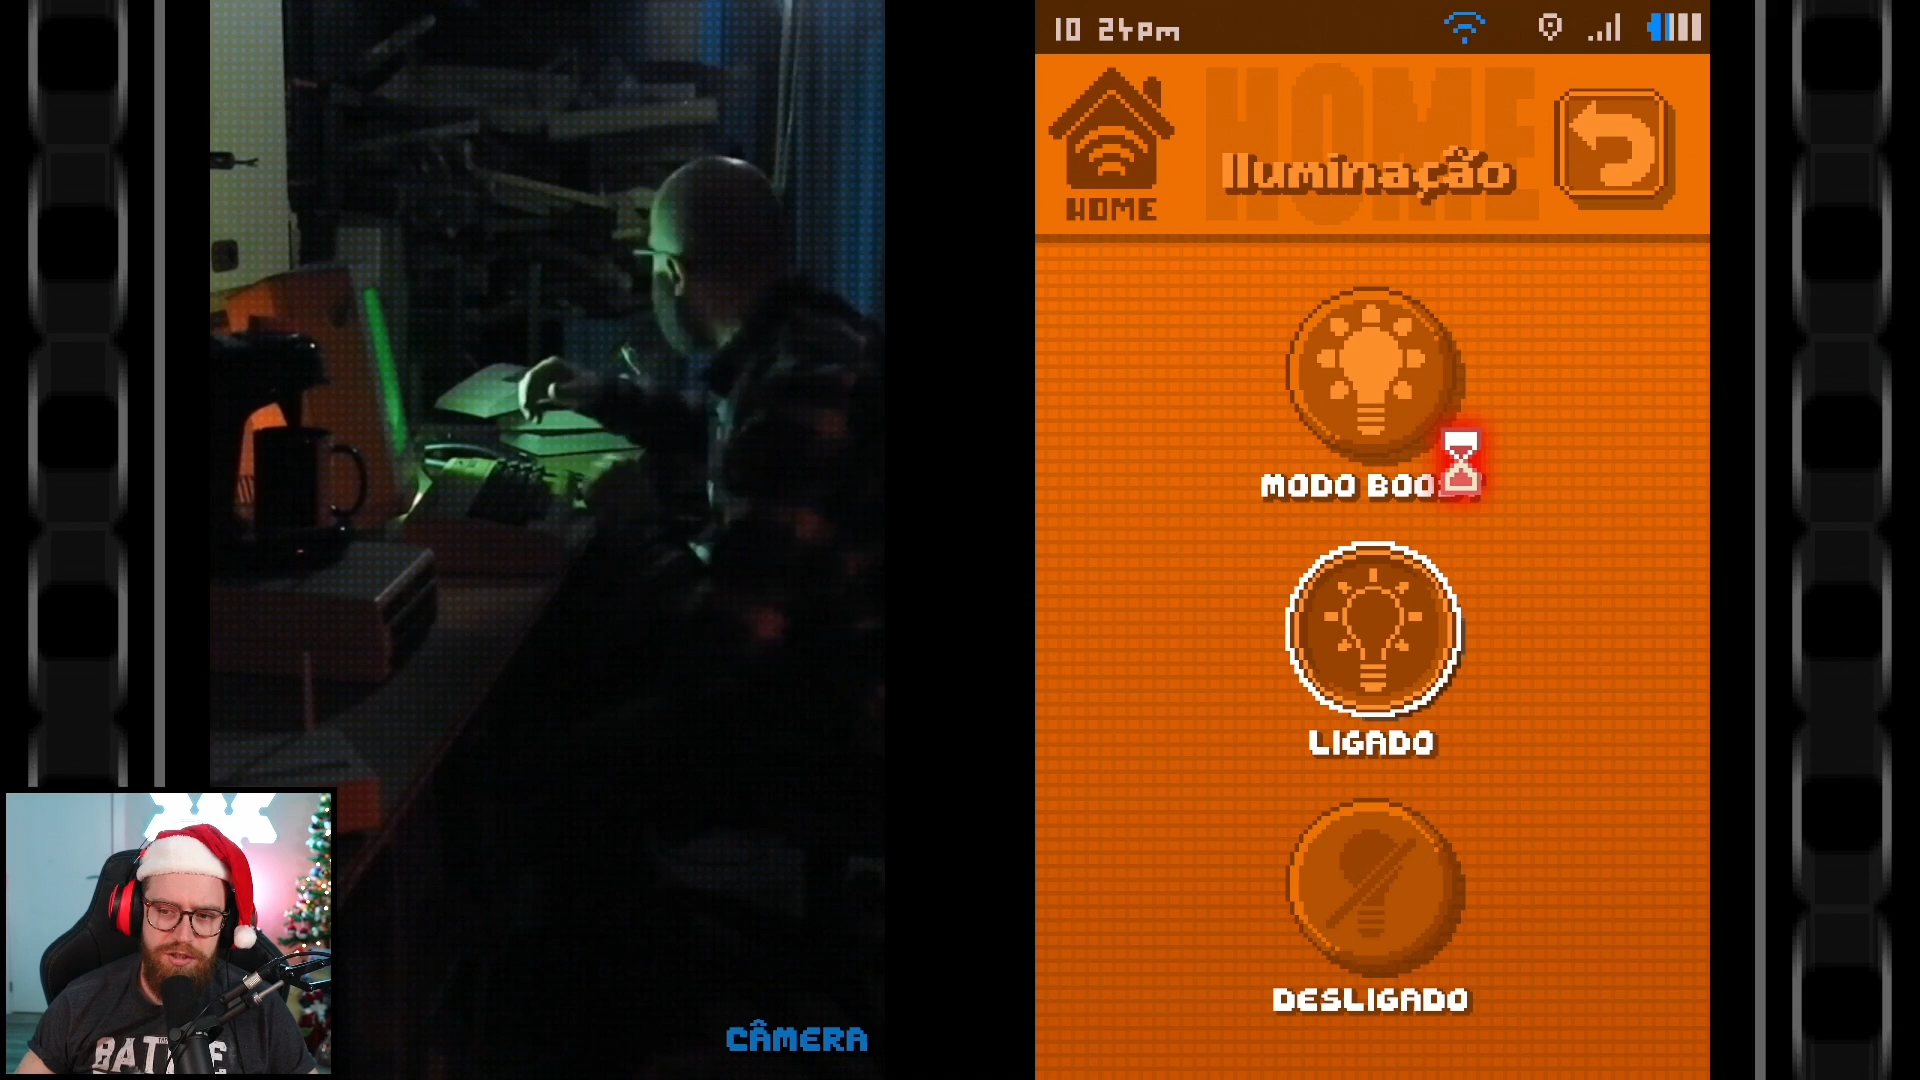 10 24pm
HOME
Iluminação
HOME
MODO BOO
LIGADO
DESLIGADO
CÂMERA